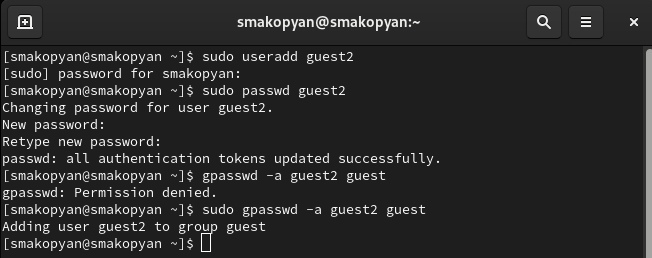 smakopyan@smakopyan:~
[smakopyan@smakopyan ~]$ sudo useradd guest2
[sudo] password for smakopyan:
[smakopyan@smakopyan ~]$ sudo passwd guest2
Changing password for user guest2.
New password:
Retype new password:
passwd: all authentication tokens updated successfully.
[smakopyan@smakopyan ~]$ gpasswd -a guest2 guest
gpasswd: Permission denied.
[smakopyan@smakopyan ~]$ sudo gpasswd -a guest2 guest
Adding user guest2 to group guest
[smakopyan@smakopyan ~]$